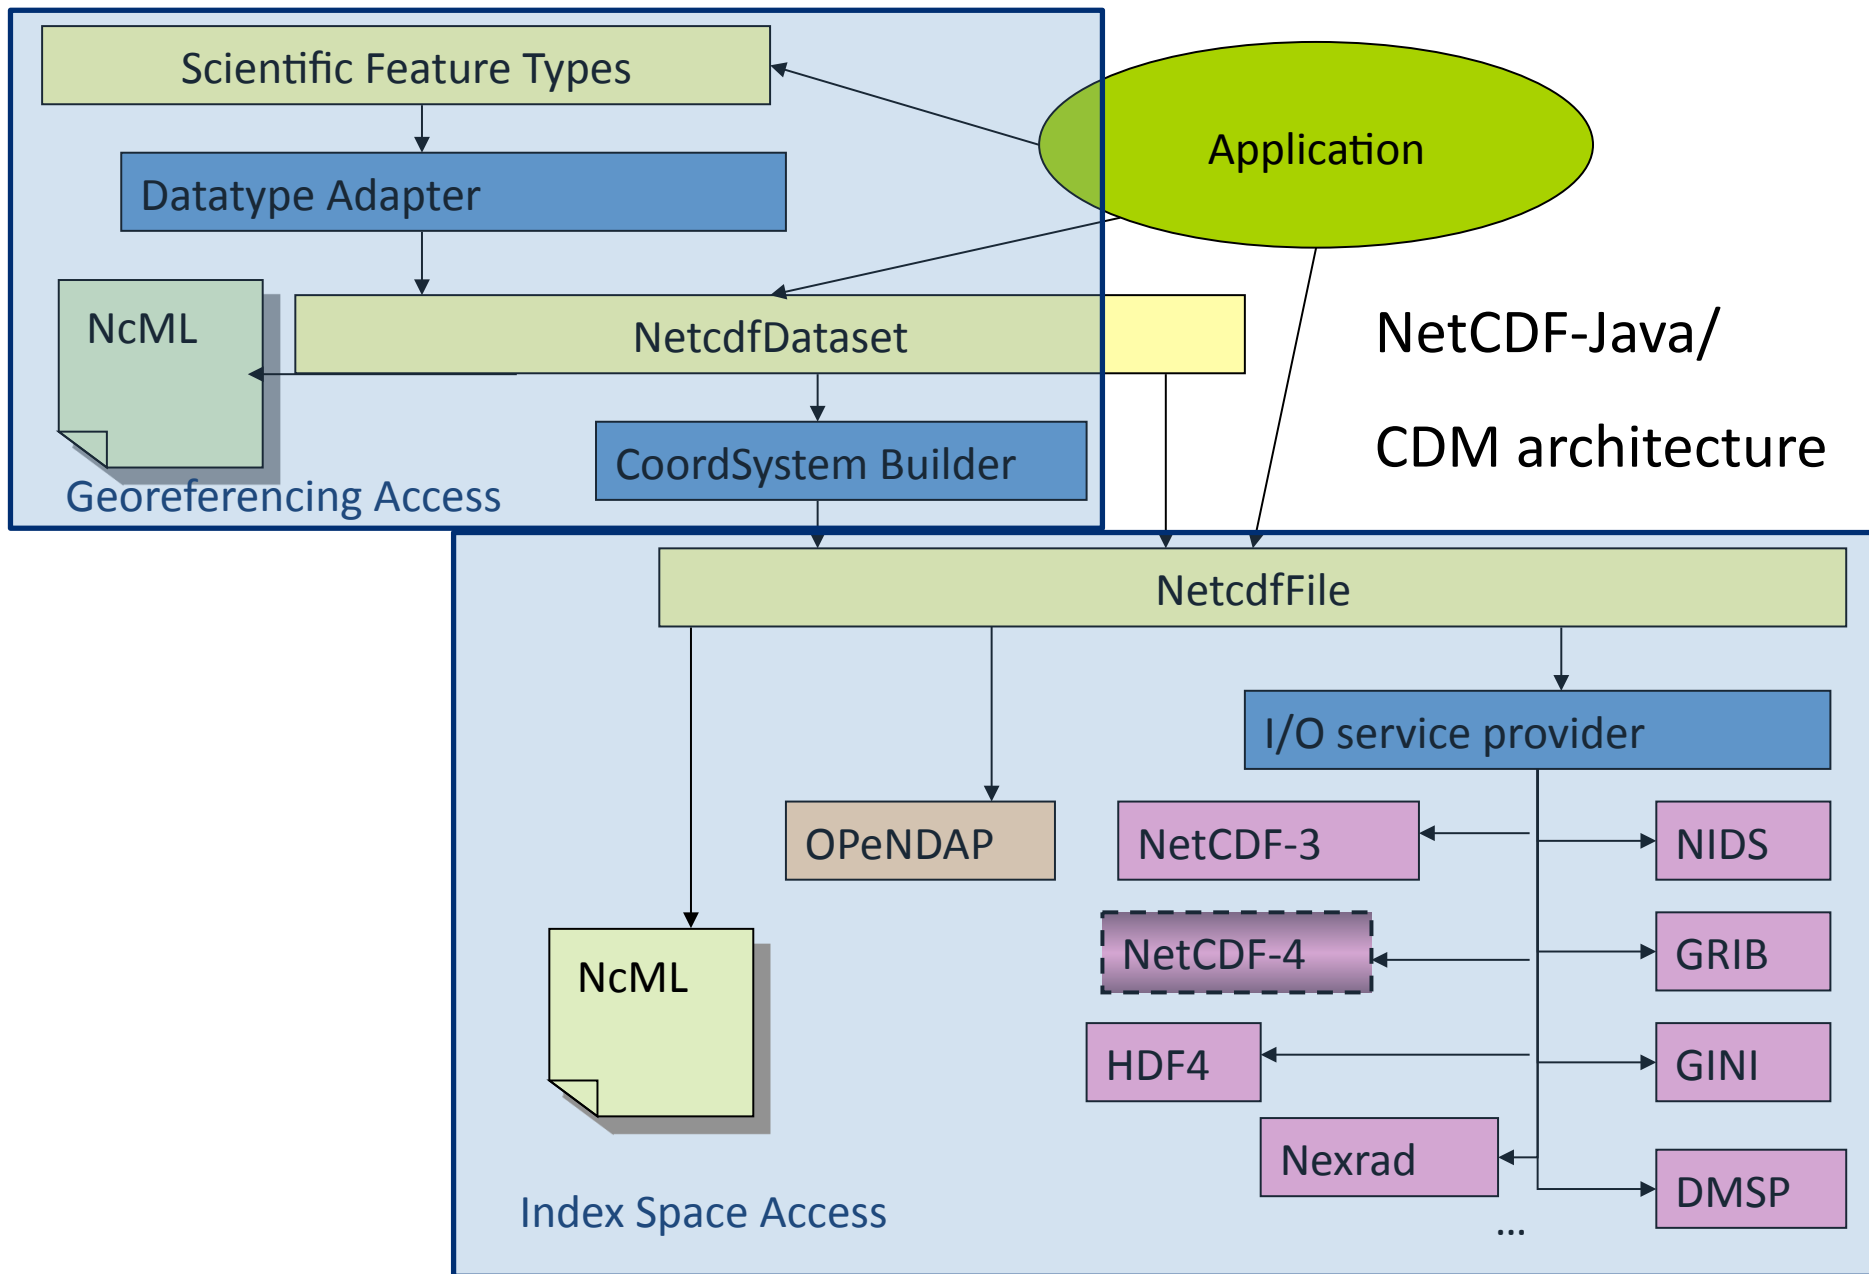 Scientific Feature Types
Application
Datatype Adapter
NcML
NetcdfDataset
NetCDF-Java/
CDM architecture
CoordSystem Builder
Georeferencing Access
NetcdfFile
I/O service provider
OPeNDAP
NetCDF-3
NIDS
NcML
NetCDF-4
GRIB
HDF4
GINI
Nexrad
DMSP
Index Space Access
...